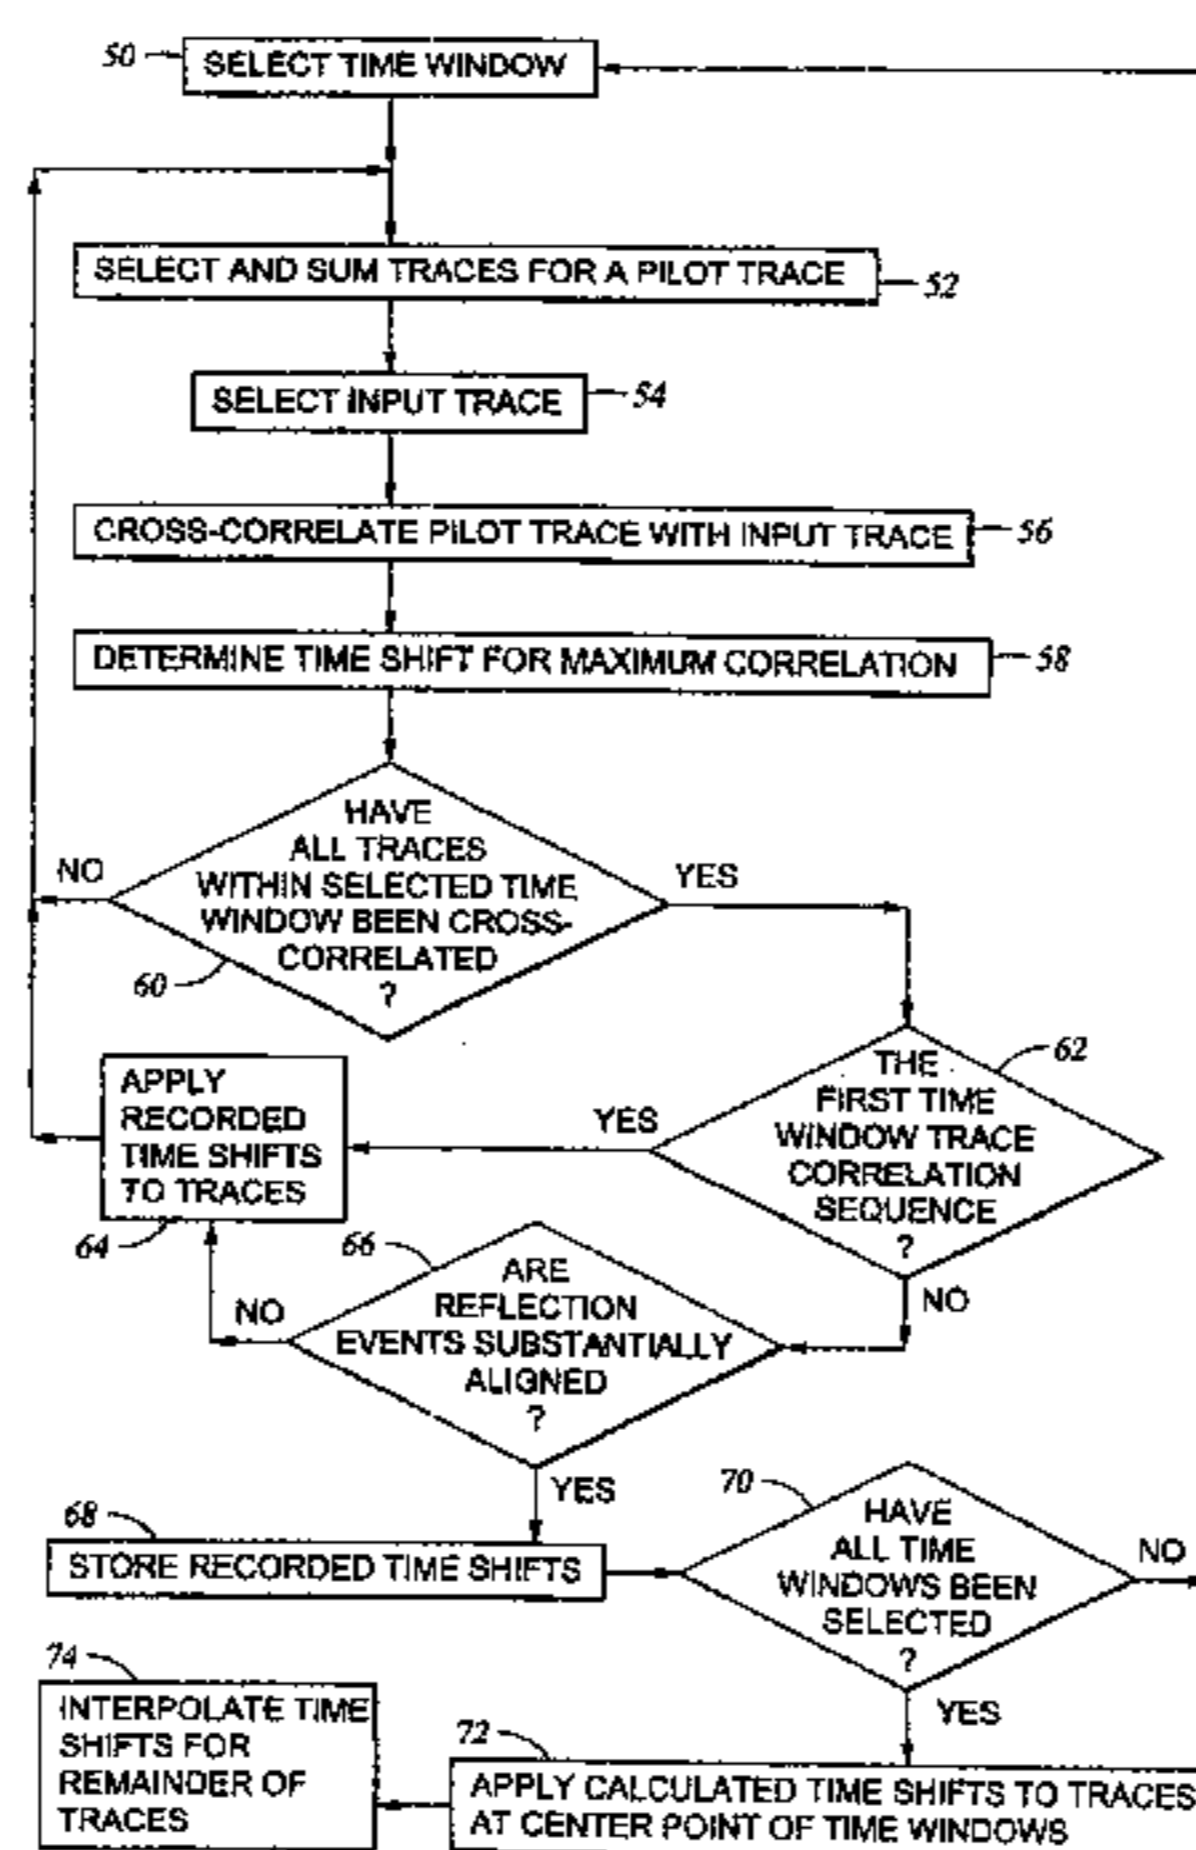 50
SELECT TIME WINDOW
SELECT AND SUM TRACES FOR A PILOT TRACE
52
SELECT INPUT TRACE
54
CROSS-CORRELATE PILOT TRACE WITH INPUT TRACE
56
DETERMINE TIME SHIFT FOR MAXIMUM CORRELATION
58
HAVE
ALL TRACES
WITHIN SELECTED TIME
WINDOW BEEN CROSS-
CORRELATED
?
NO
YES
60
THE
FIRST TIME
WINDOW TRACE
CORRELATION
SEQUENCE
?
62
YES
NO
APPLY
RECORDED
TIME SHIFTS
TO TRACES
64
66
ARE
REFLECTION
EVENTS SUBSTANTIALLY
ALIGNED
?
NO
YES
68
STORE RECORDED TIME SHIFTS
70
HAVE
ALL TIME
WINDOWS BEEN
SELECTED
?
NO
YES
72
APPLY CALCULATED TIME SHIFTS TO TRACES
AT CENTER POINT OF TIME WINDOWS
74
INTERPOLATE TIME
SHIFTS FOR
REMAINDER OF
TRACES